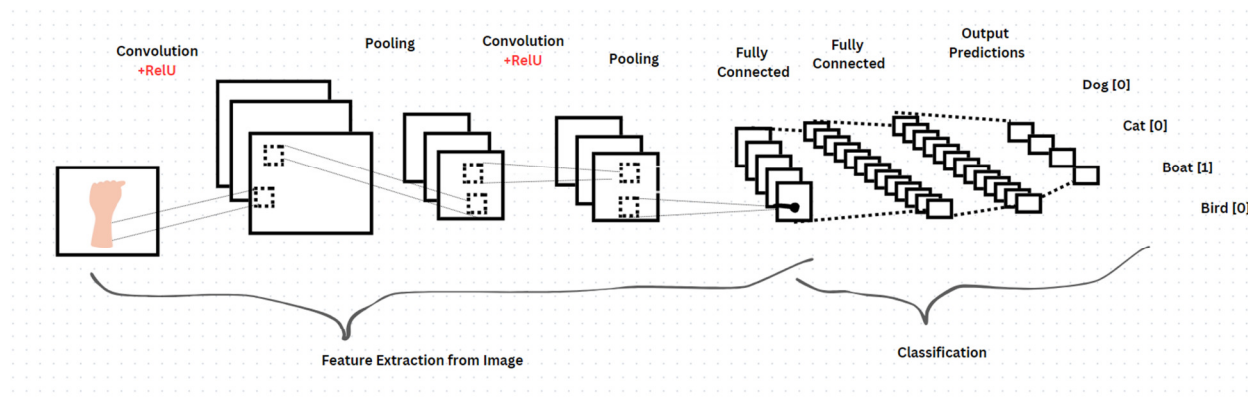 Convolution
+RelU
Pooling
Convolution
+RelU
Pooling
Fully
Connected
Fully
Connected
Output
Predictions
Dog [0]
Cat [0]
Boat [1]
Bird [0]
Feature Extraction from Image
Classification